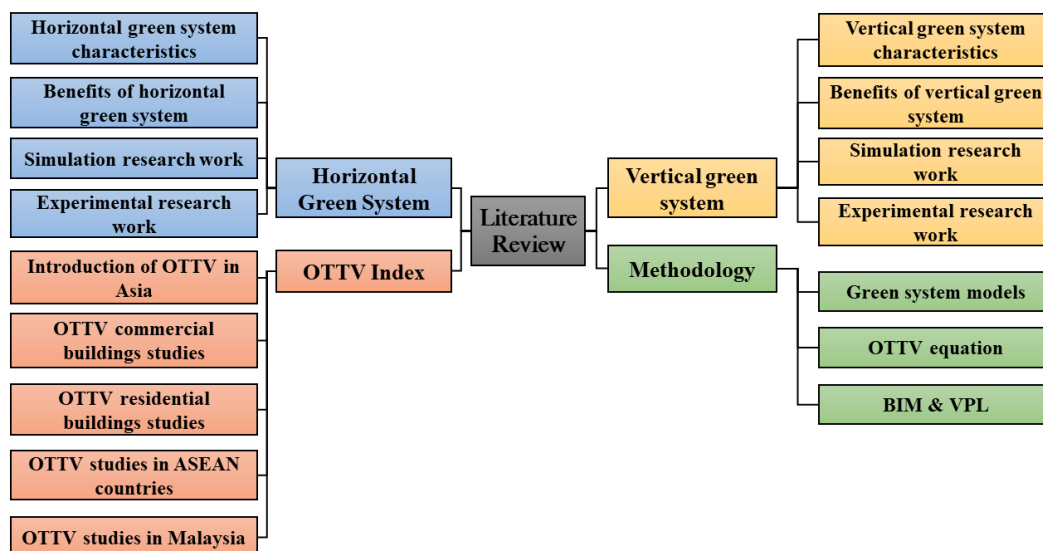 Horizontal green system
characteristics
Benefits of horizontal
green system
Simulation research work
Experimental research
work
Horizontal
Green System
Introduction of OTTV in
Asia
OTTV commercial
buildings studies
OTTV residential
buildings studies
OTTV studies in ASEAN
countries
OTTV studies in Malaysia
OTTV Index
Literature
Review
Vertical green
system
Vertical green system
characteristics
Benefits of vertical green
system
Simulation research
work
Experimental research
work
Methodology
Green system models
OTTV equation
BIM & VPL